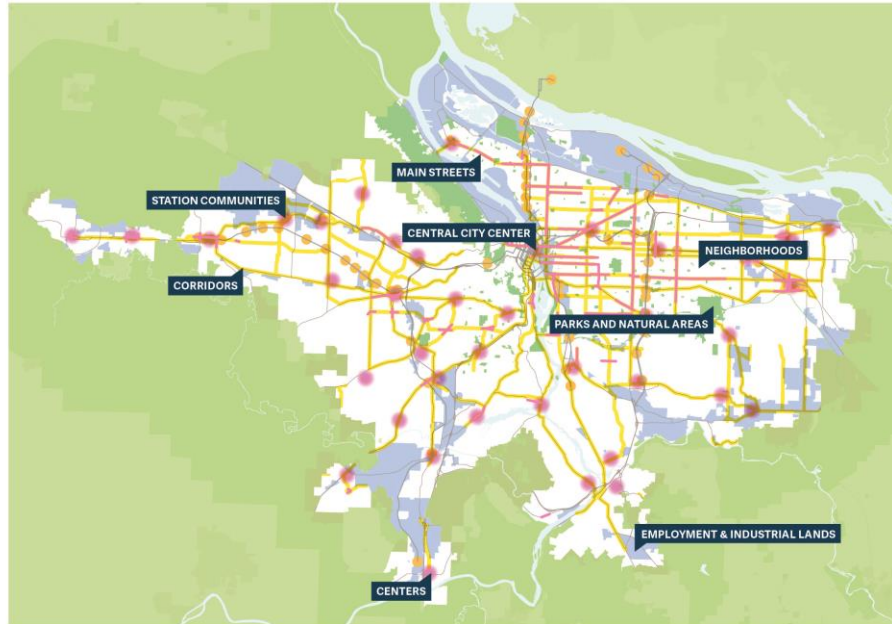 MAIN STREETS
STATION COMMUNITIES
CENTRAL CITY CENTER
NEIGHBORHOODS
CORRIDORS
PARKS AND NATURAL AREAS
EMPLOYMENT & INDUSTRIAL LANDS
CENTERS